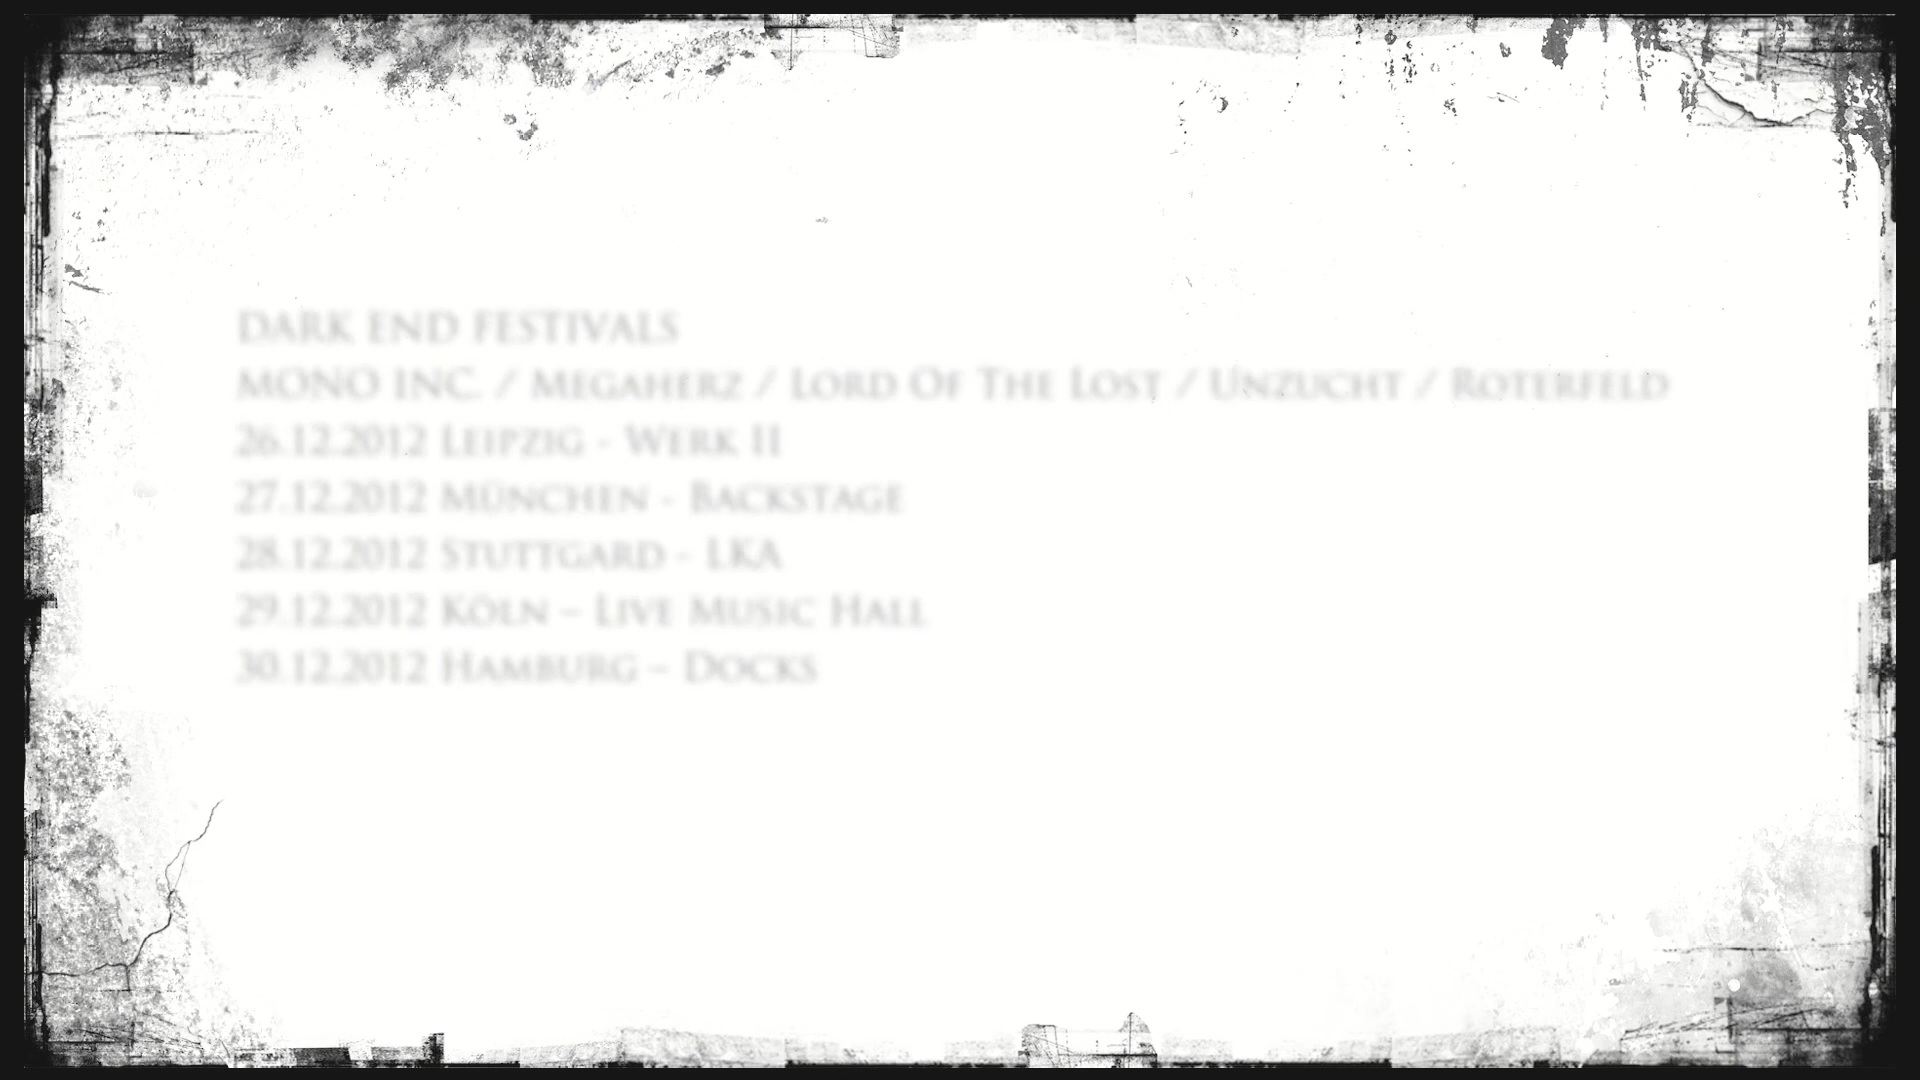 DARK END FESTIVALS
MONO INC. / MEGAHERZ / LORD OF THE LOST / UNZUCHT / ROTERFELD
26.12.2012 LEIPZIG - WERK II
27.12.2012 MÜNCHEN - BACKSTAGE
28.12.2012 STUTTGARD - LKA
29.12.2012 KÖLN – LIVE MUSIC HALL
30.12.2012 HAMBURG – DOCKS